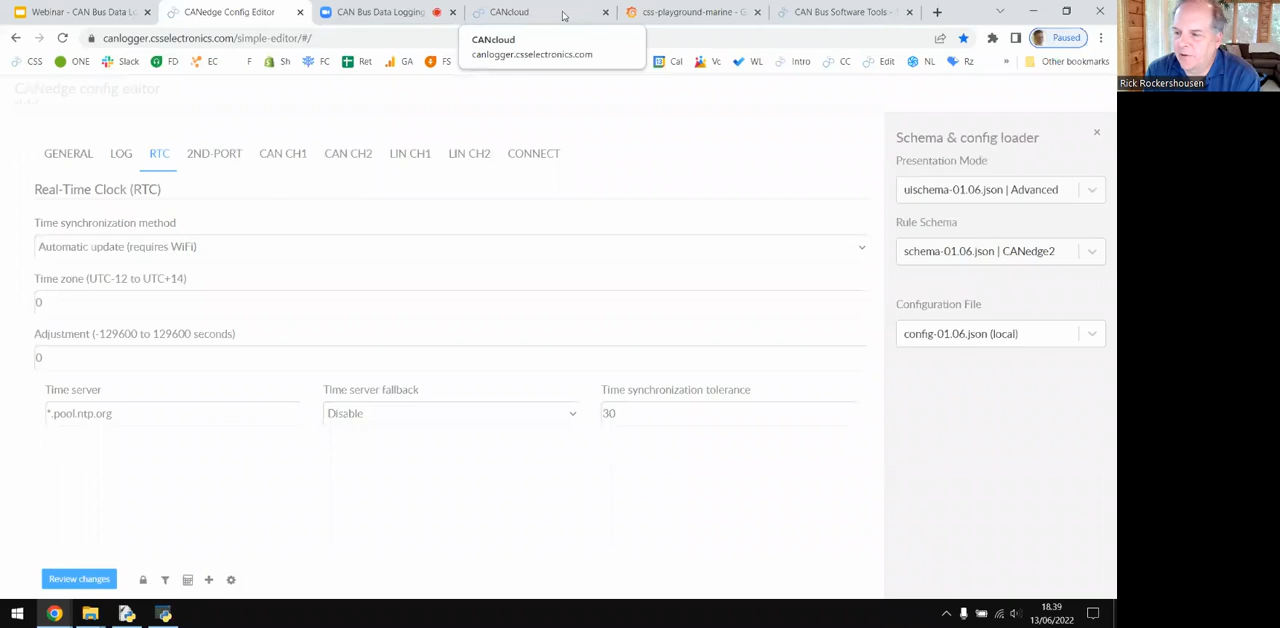 Webinar - CAN Bus Data Lo
CANedge Config Editor
CAN Bus Data Logging
CANcloud
css-playground-marine - G
CAN Bus Software Tools -
canlogger.csselectronics.com/simple-editor/#/
Paused
CSS
ONE
Slack
FD
EC
F
Sh
FC
Ret
AR
FS
Cal
Vc
WL
Intro
CC
Edit
NL
Rz
»
Other bookmarks
CANcloud
canlogger.csselectronics.com
Rick Rockershousen
CANedge config editor
GENERAL
LOG
RTC
2ND-PORT
CAN CH1
CAN CH2
LIN CH1
LIN CH2
CONNECT
Real-Time Clock (RTC)
Time synchronization method
Automatic update (requires WiFi)
Time zone (UTC-12 to UTC+14)
0
Adjustment (-129600 to 129600 seconds)
0
Time server
Time server fallback
Time synchronization tolerance
*.pool.ntp.org
Disable
30
Review changes
Schema & config loader
Presentation Mode
uischema-01.06.json | Advanced
Rule Schema
schema-01.06.json | CANedge2
Configuration File
config-01.06.json (local)
18.39
13/06/2022